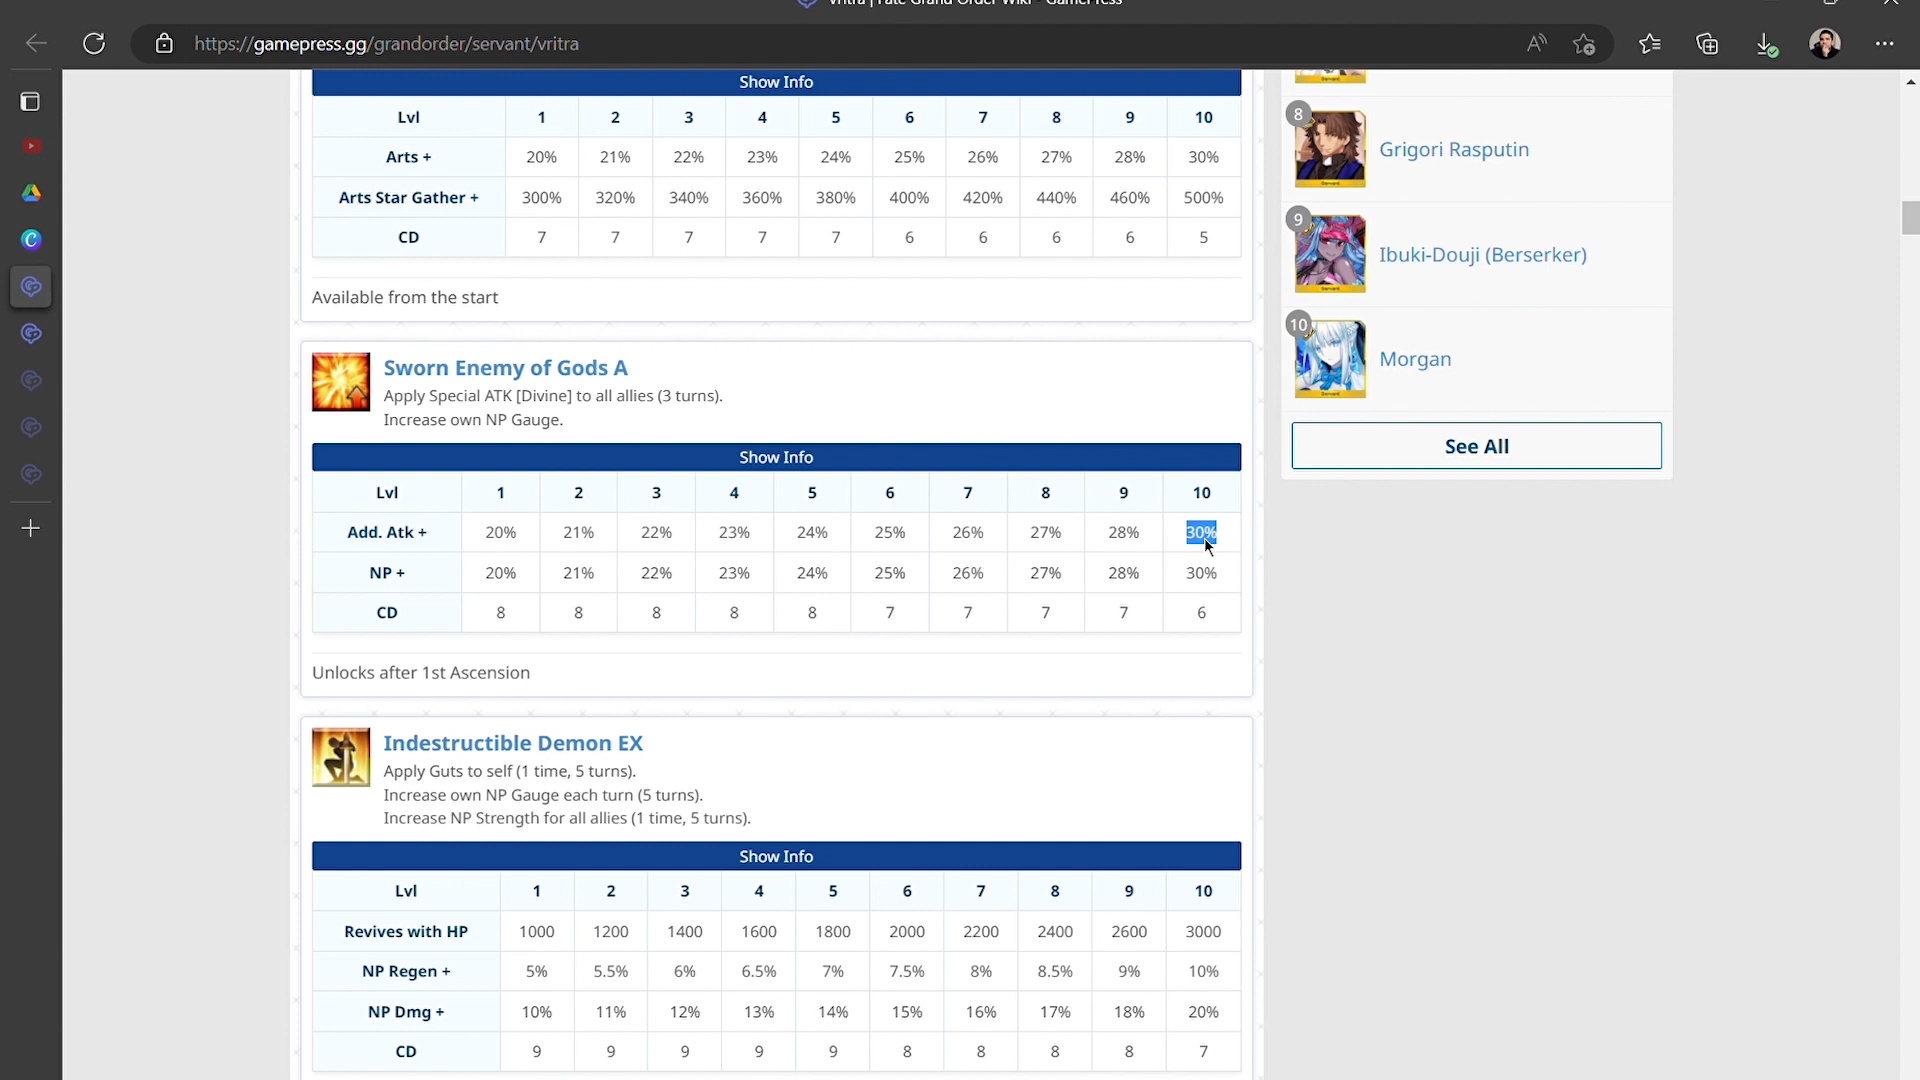 Vritra | Fate Grand Order Wiki - GamePress
https://gamepress.gg/grandorder/servant/vritra
Show Info
Lvl 1 2 3 4 5 6 7 8 9 10
Arts + 20% 21% 22% 23% 24% 25% 26% 27% 28% 30%
Arts Star Gather + 300% 320% 340% 360% 380% 400% 420% 440% 460% 500%
CD 7 7 7 7 7 6 6 6 6 5
Available from the start
Sworn Enemy of Gods A
Apply Special ATK [Divine] to all allies (3 turns).
Increase own NP Gauge.
Show Info
Lvl 1 2 3 4 5 6 7 8 9 10
Add. Atk + 20% 21% 22% 23% 24% 25% 26% 27% 28% 30%
NP + 20% 21% 22% 23% 24% 25% 26% 27% 28% 30%
CD 8 8 8 8 8 7 7 7 7 6
Unlocks after 1st Ascension
Indestructible Demon EX
Apply Guts to self (1 time, 5 turns).
Increase own NP Gauge each turn (5 turns).
Increase NP Strength for all allies (1 time, 5 turns).
Show Info
Lvl 1 2 3 4 5 6 7 8 9 10
Revives with HP 1000 1200 1400 1600 1800 2000 2200 2400 2600 3000
NP Regen + 5% 5.5% 6% 6.5% 7% 7.5% 8% 8.5% 9% 10%
NP Dmg + 10% 11% 12% 13% 14% 15% 16% 17% 18% 20%
CD 9 9 9 9 9 8 8 8 8 7
8
Grigori Rasputin
9
Ibuki-Douji (Berserker)
10
Morgan
See All